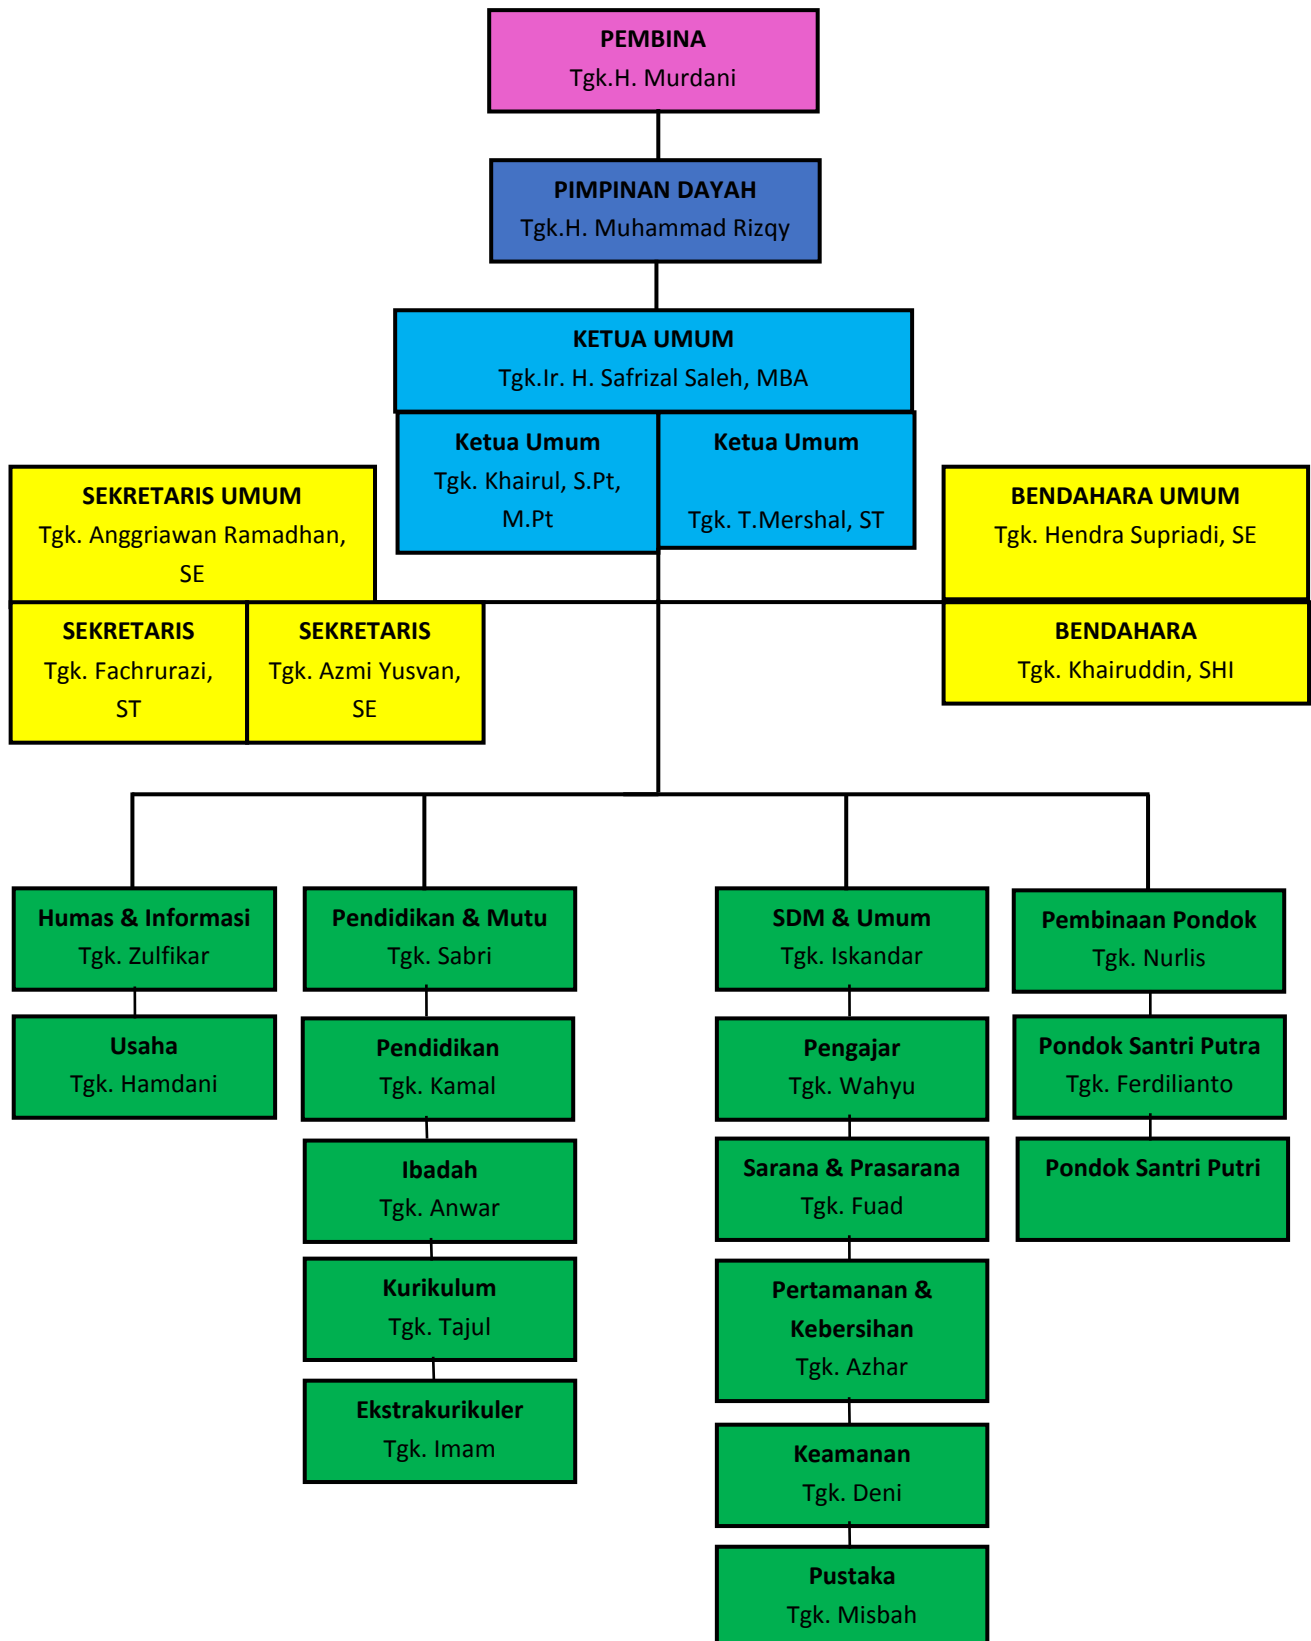 PEMBINA
Tgk.H. Murdani
PIMPINAN DAYAH
Tgk.H. Muhammad Rizqy
KETUA UMUM
Tgk.Ir. H. Safrizal Saleh, MBA
Ketua Umum
Tgk. Khairul, S.Pt,
M.Pt
Ketua Umum
Tgk. T.Mershal, ST
SEKRETARIS UMUM
Tgk. Anggriawan Ramadhan,
SE
SEKRETARIS
Tgk. Fachrurazi,
ST
SEKRETARIS
Tgk. Azmi Yusvan,
SE
BENDAHARA UMUM
Tgk. Hendra Supriadi, SE
BENDAHARA
Tgk. Khairuddin, SHI
Humas & Informasi
Tgk. Zulfikar
Usaha
Tgk. Hamdani
Pendidikan & Mutu
Tgk. Sabri
Pendidikan
Tgk. Kamal
Ibadah
Tgk. Anwar
Kurikulum
Tgk. Tajul
Ekstrakurikuler
Tgk. Imam
SDM & Umum
Tgk. Iskandar
Pengajar
Tgk. Wahyu
Sarana & Prasarana
Tgk. Fuad
Pertamanan &
Kebersihan
Tgk. Azhar
Keamanan
Tgk. Deni
Pustaka
Tgk. Misbah
Pembinaan Pondok
Tgk. Nurlis
Pondok Santri Putra
Tgk. Ferdilianto
Pondok Santri Putri